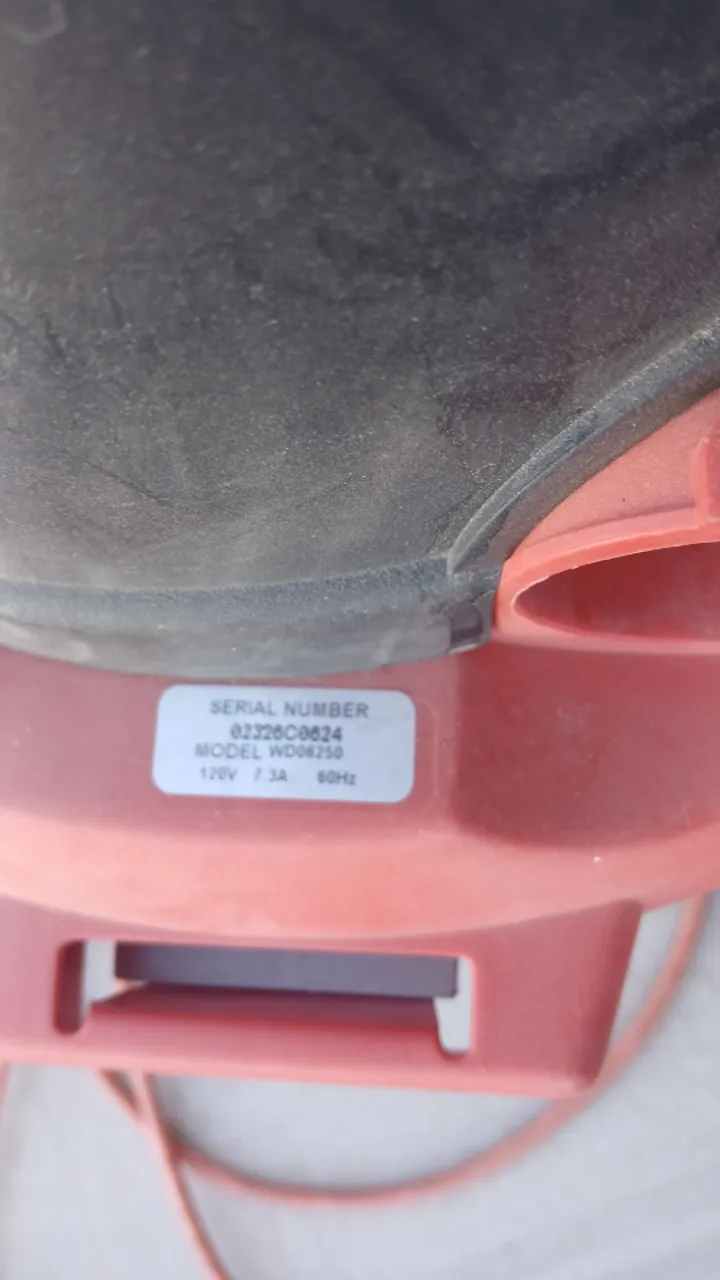 SERIAL NUMBER
02326C0624
MODEL WD06250
120V 7.3A 60Hz